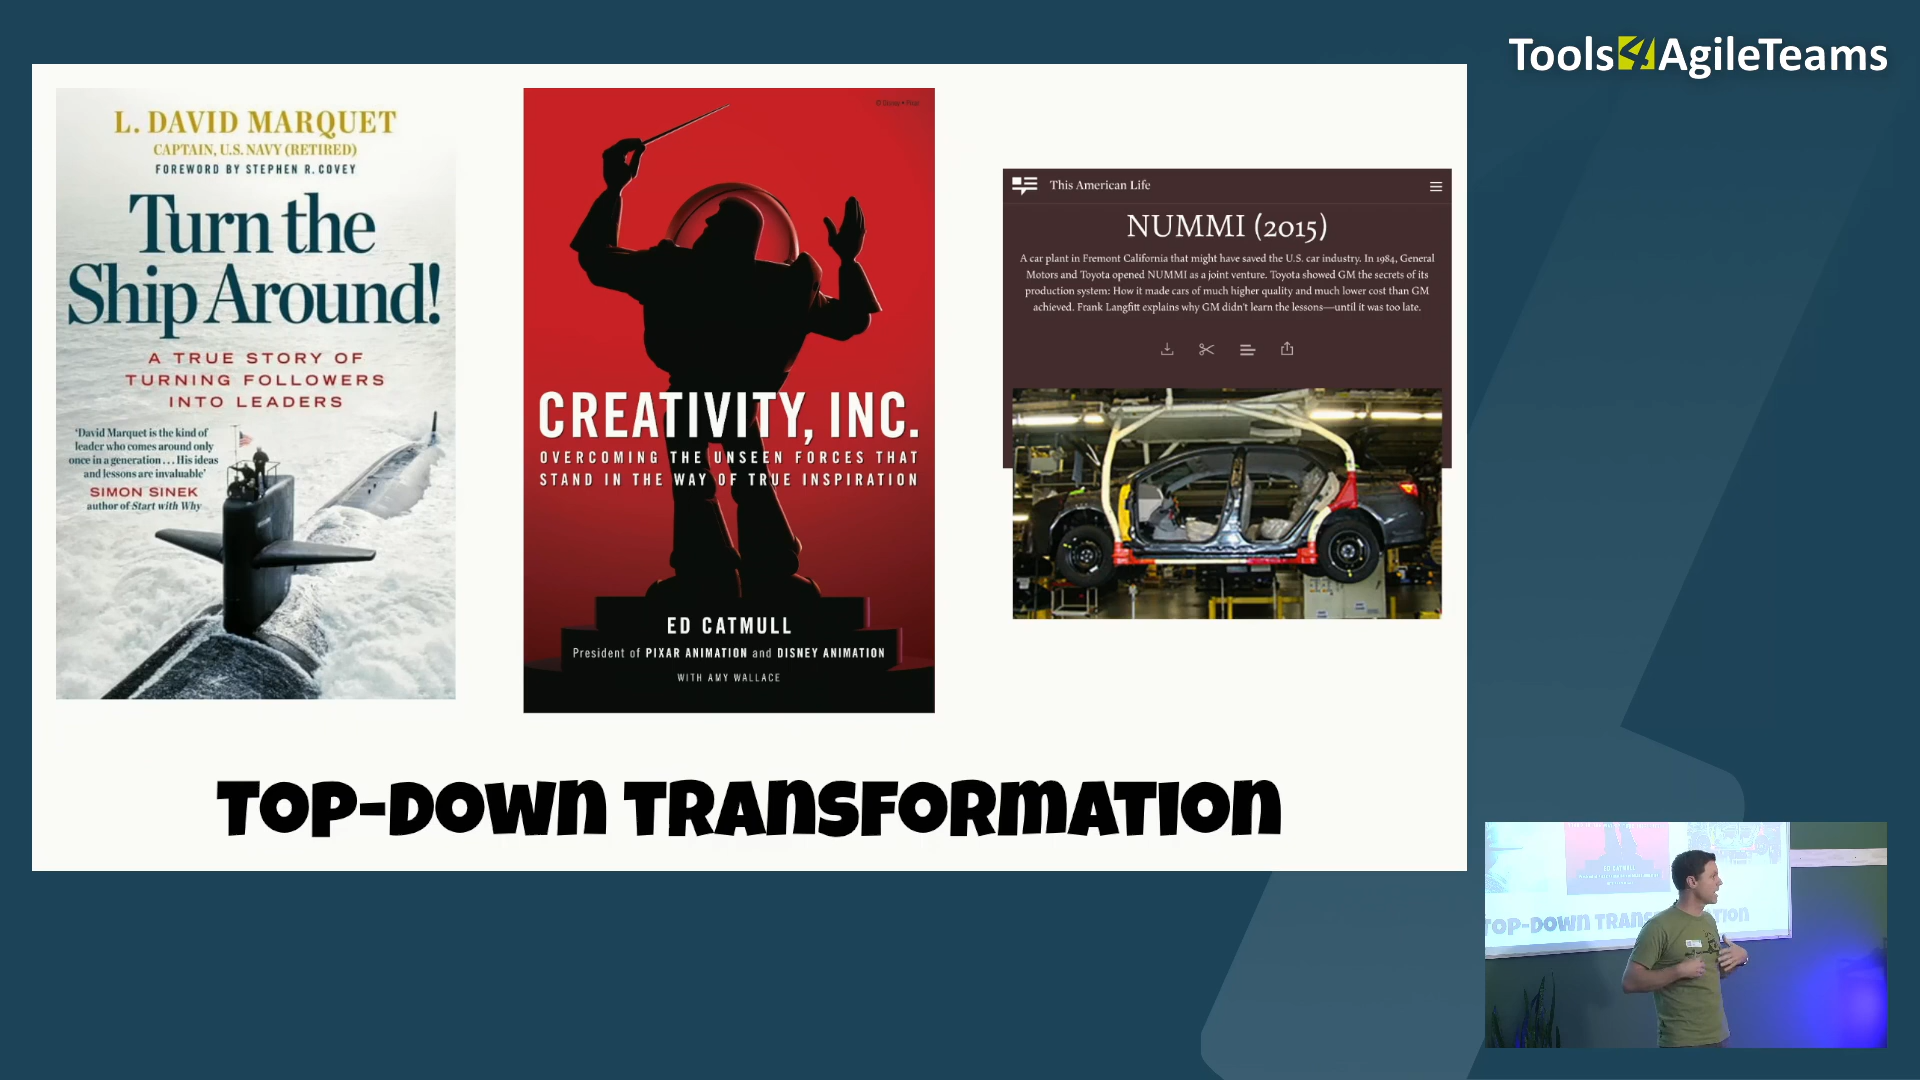 Tools4AgileTeams
L. DAVID MARQUET
CAPTAIN, U.S. NAVY (RETIRED)
FOREWORD BY STEPHEN R. COVEY
Turn the
Ship Around!
A TRUE STORY OF
TURNING FOLLOWERS
INTO LEADERS
'David Marquet is the kind of
leader who comes around only
once in a generation... His ideas
and lessons are invaluable'
SIMON SINEK
author of Start with Why
CREATIVITY, INC.
OVERCOMING THE UNSEEN FORCES THAT
STAND IN THE WAY OF TRUE INSPIRATION
ED CATMULL
President of PIXAR ANIMATION and DISNEY ANIMATION
WITH AMY WALLACE
This American Life
NUMMI (2015)
A car plant in Fremont California that might have saved the U.S. car industry. In 1984, General
Motors and Toyota opened NUMMI as a joint venture. Toyota showed GM the secrets of its
production system: How it made cars of much higher quality and much lower cost than GM
achieved. Frank Langfitt explains why GM didn't learn the lessons—until it was too late.
TOP-DOWN TRANSFORMATION
ED CATMULL
TOP-DOWN TRANS
TION